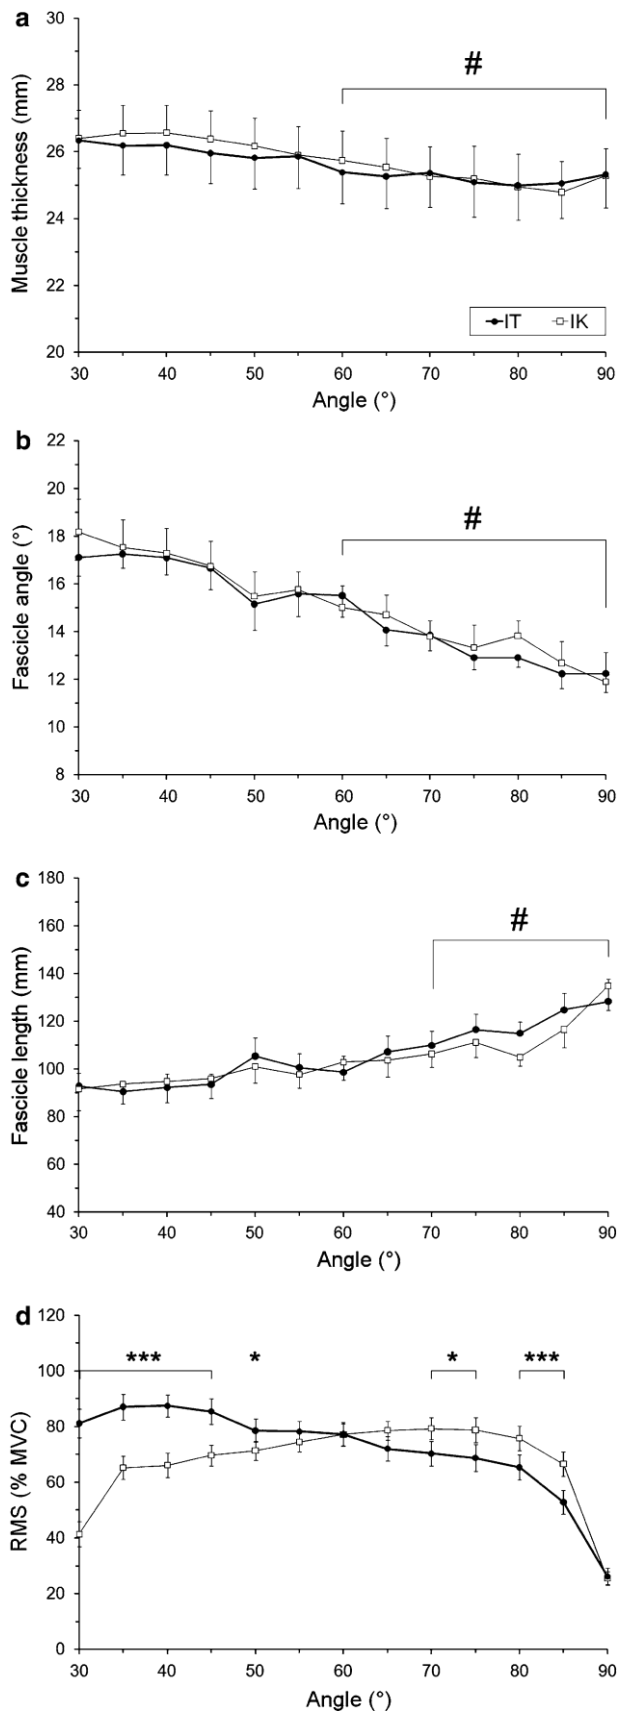 a
Muscle thickness (mm)
30
28
26
24
22
20
#
IT IK
30 40 50 60 70 80 90
Angle (°)
b
Fascicle angle (°)
22
20
18
16
14
12
10
8
#
30 40 50 60 70 80 90
Angle (°)
c
Fascicle length (mm)
180
160
140
120
100
80
60
40
#
30 40 50 60 70 80 90
Angle (°)
d
RMS (% MVC)
120
100
80
60
40
20
0
*** * * ***
30 40 50 60 70 80 90
Angle (°)